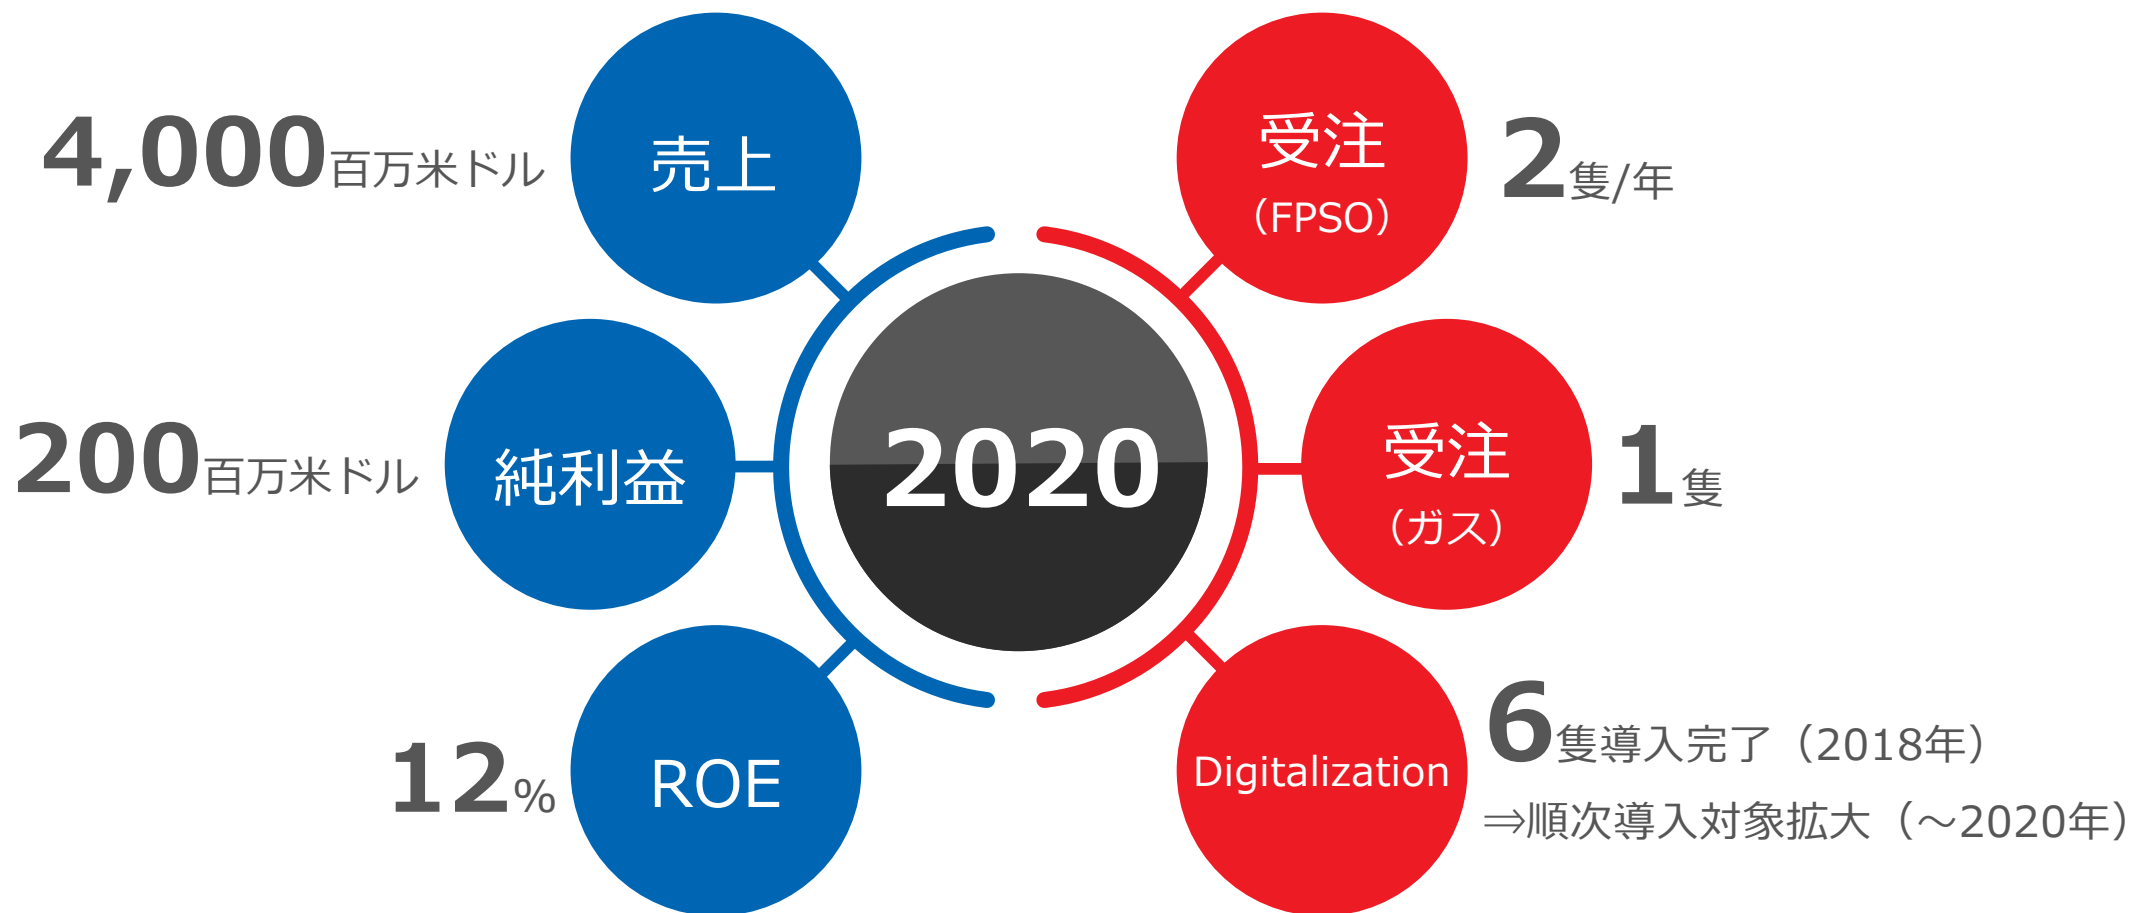 4,000百万米ドル
売上
200百万米ドル
純利益
12%
ROE
2020
受注
（FPSO）
2隻/年
受注
（ガス）
1隻
Digitalization
6隻導入完了（2018年）
⇒順次導入対象拡大（～2020年）